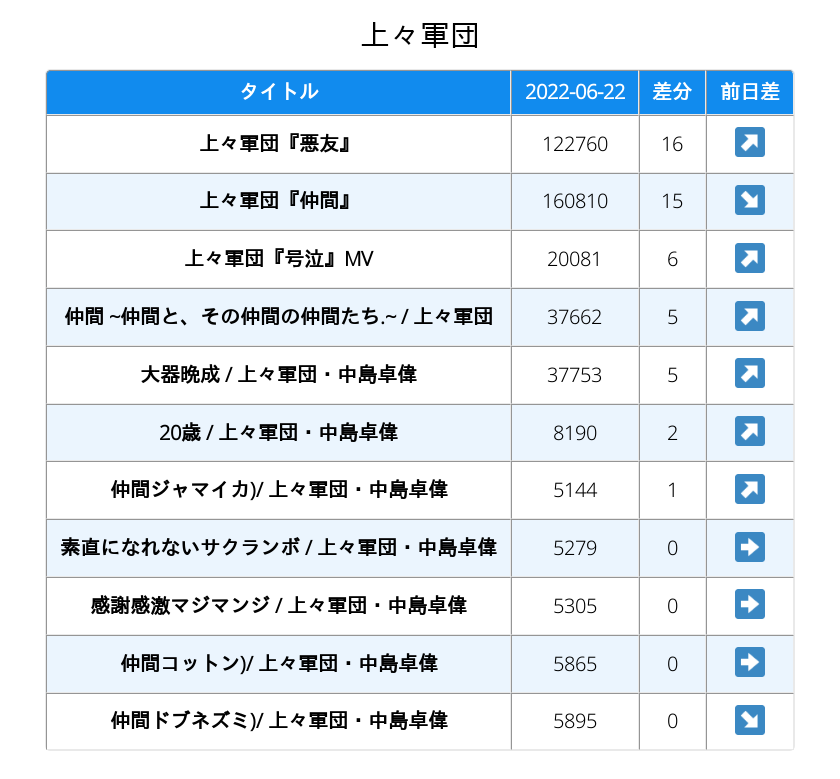 上々軍団
タイトル 2022-06-22 差分 前日差
上々軍団『悪友』 122760 16 ↗
上々軍団『仲間』 160810 15 ↘
上々軍団『号泣』MV 20081 6 ↗
仲間 ~仲間と、その仲間の仲間たち.~ / 上々軍団 37662 5 ↗
大器晩成 / 上々軍団・中島卓偉 37753 5 ↗
20歳 / 上々軍団・中島卓偉 8190 2 ↗
仲間ジャマイカ)/ 上々軍団・中島卓偉 5144 1 ↗
素直になれないサクランボ / 上々軍団・中島卓偉 5279 0 →
感謝感激マジマンジ / 上々軍団・中島卓偉 5305 0 →
仲間コットン)/ 上々軍団・中島卓偉 5865 0 →
仲間ドブネズミ)/ 上々軍団・中島卓偉 5895 0 ↘